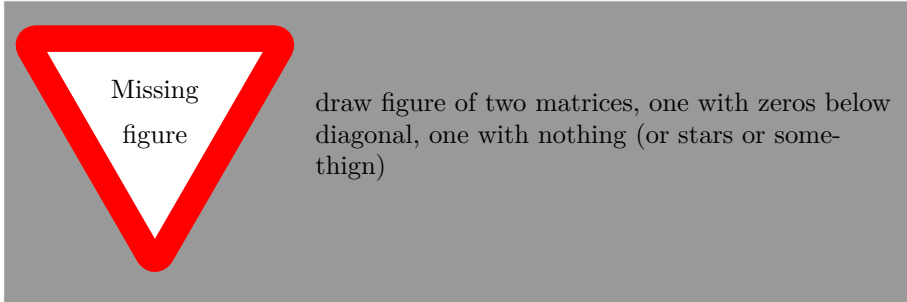 Missing
figure
draw figure of two matrices, one with zeros below
diagonal, one with nothing (or stars or some-
thign)